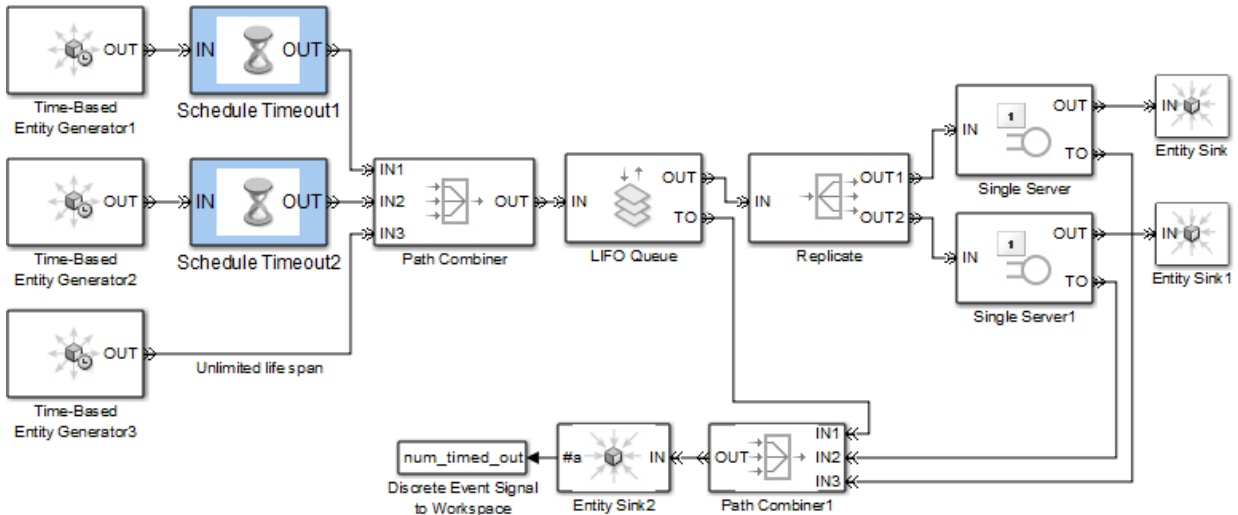 OUT
Time-Based
Entity Generator1
IN
OUT
Schedule Timeout1
OUT
Time-Based
Entity Generator2
IN
OUT
Schedule Timeout2
OUT
Time-Based
Entity Generator3
Unlimited life span
IN1
IN2
IN3
OUT
Path Combiner
IN
OUT
TO
LIFO Queue
IN
OUT1
OUT2
Replicate
IN
1
OUT
TO
Single Server
IN
Entity Sink
IN
1
OUT
TO
Single Server1
IN
Entity Sink1
num_timed_out
Discrete Event Signal
to Workspace
#a
IN
Entity Sink2
OUT
IN1
IN2
IN3
Path Combiner1